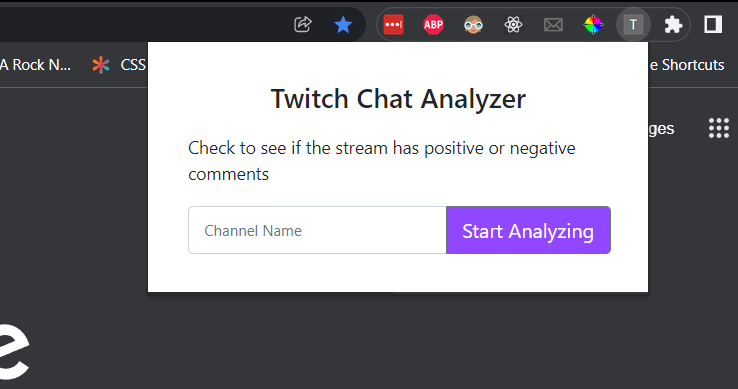 ABP
T
A Rock N...
CSS
e Shortcuts
Twitch Chat Analyzer
ges
Check to see if the stream has positive or negative
comments
Channel Name
Start Analyzing
e